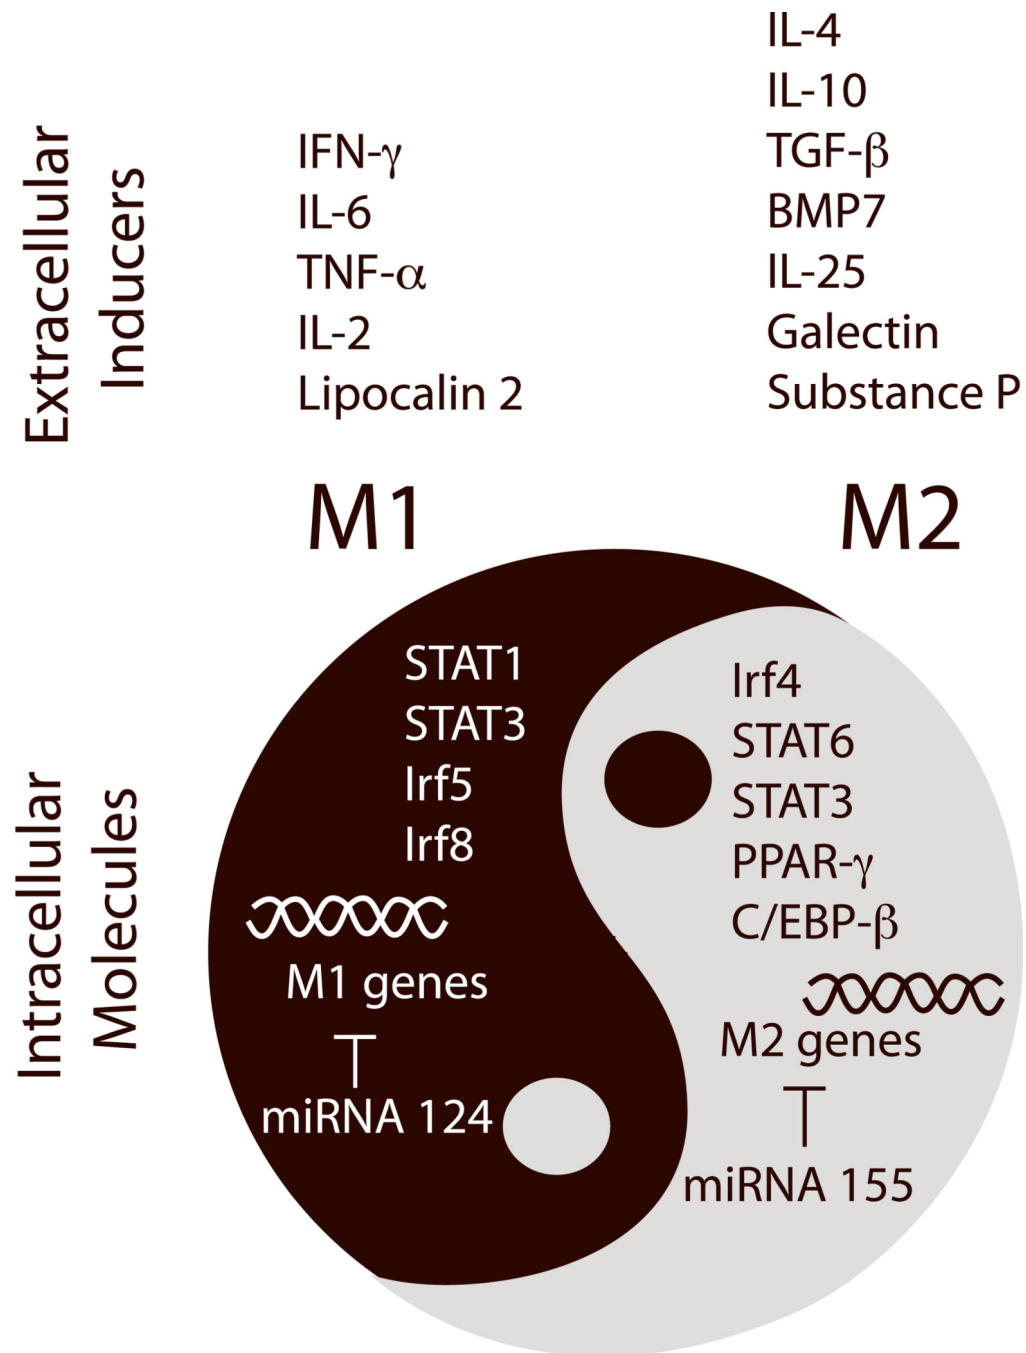 Extracellular
Inducers
IFN-γ
IL-6
TNF-α
IL-2
Lipocalin 2
IL-4
IL-10
TGF-β
BMP7
IL-25
Galectin
Substance P
M1
M2
Intracellular
Molecules
STAT1
STAT3
Irf5
Irf8
M1 genes
miRNA 124
Irf4
STAT6
STAT3
PPAR-γ
C/EBP-β
M2 genes
miRNA 155